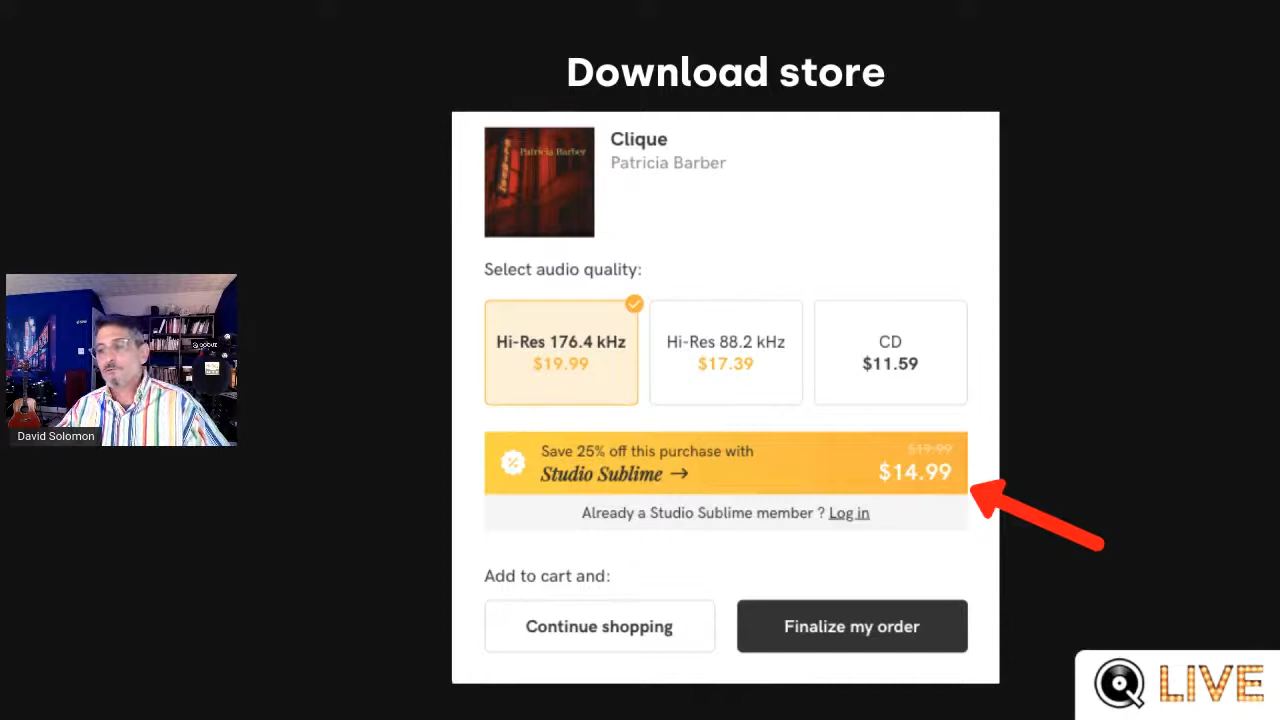 Download store
Patricia Barber
Clique
Patricia Barber
Select audio quality:
Hi-Res 176.4 kHz
$19.99
Hi-Res 88.2 kHz
$17.39
CD
$11.59
Save 25% off this purchase with
Studio Sublime →
$19.99
$14.99
Already a Studio Sublime member ? Log in
Add to cart and:
Continue shopping
Finalize my order
qobuz
David Solomon
LIVE